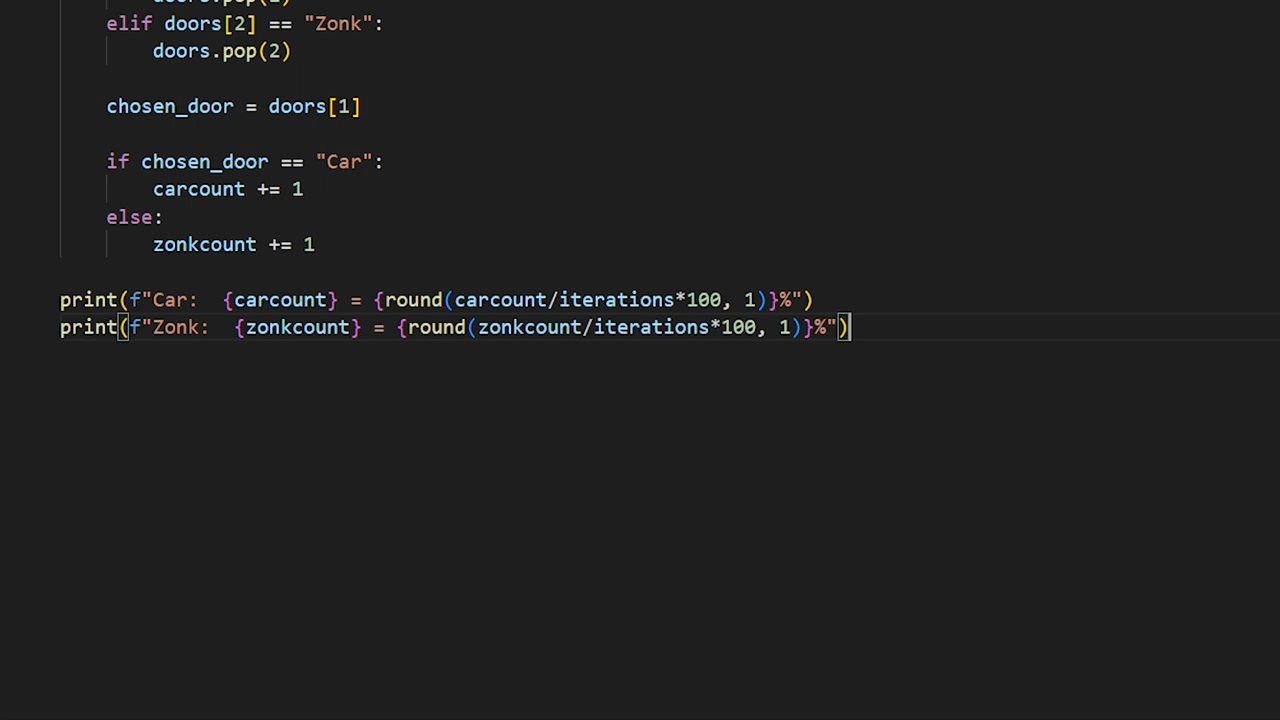 elif doors[2] == "Zonk":
doors.pop(2)
chosen_door = doors[1]
if chosen_door == "Car":
carcount += 1
else:
zonkcount += 1
print(f"Car:  {carcount} = {round(carcount/iterations*100, 1)}%")
print(f"Zonk:  {zonkcount} = {round(zonkcount/iterations*100, 1)}%")